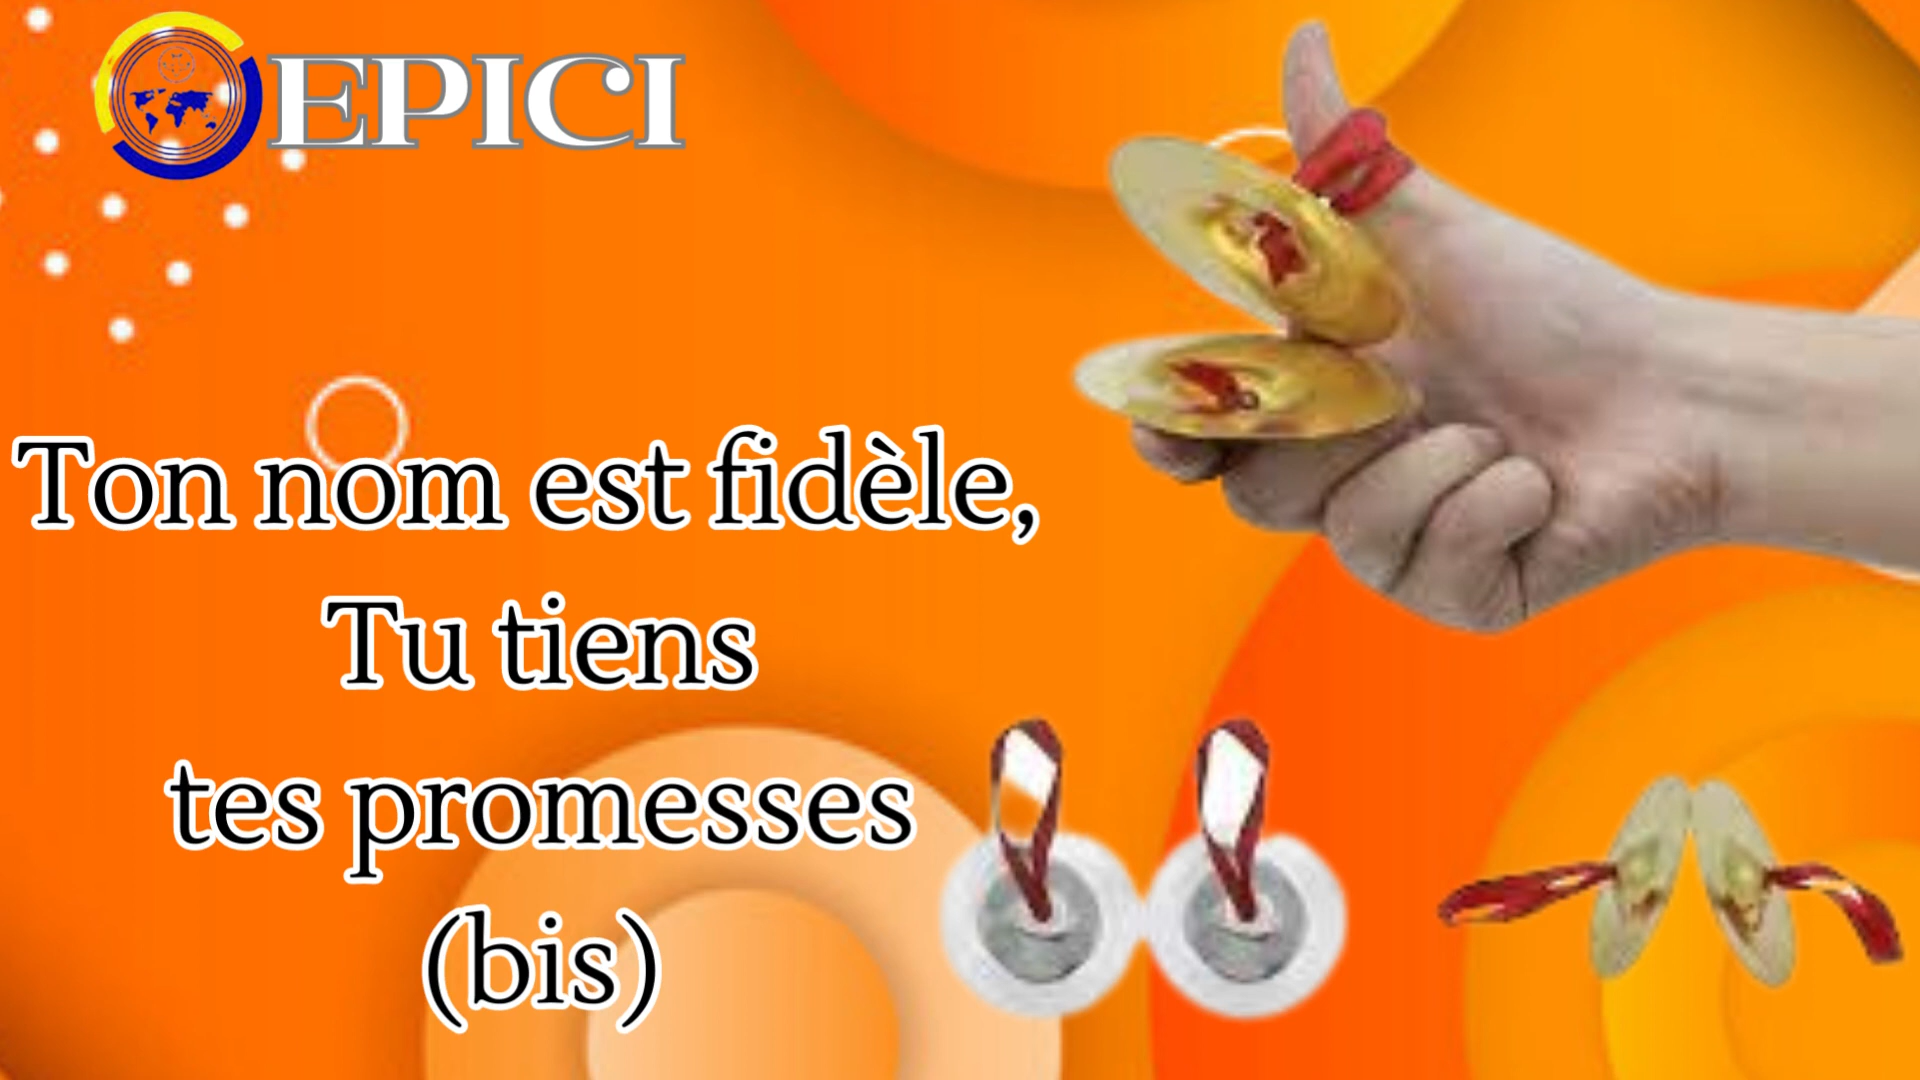 EPICI
Ton nom est fidèle,
Tu tiens
tes promesses
(bis)